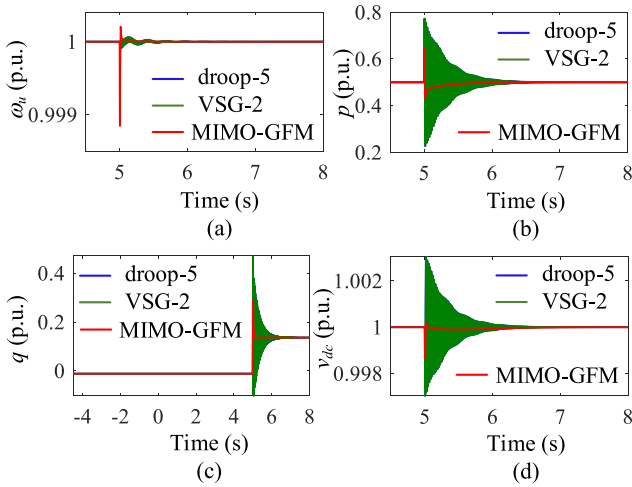 1
0.999
ω_u (p.u.)
droop-5
VSG-2
MIMO-GFM
5 6 7 8
Time (s)
(a)
0.8
0.6
0.4
0.2
p (p.u.)
droop-5
VSG-2
MIMO-GFM
5 6 7 8
Time (s)
(b)
0.4
0.2
0
q (p.u.)
droop-5
VSG-2
MIMO-GFM
-4 -2 0 2 4 6 8
Time (s)
(c)
1.002
1
0.998
v_dc (p.u.)
droop-5
VSG-2
MIMO-GFM
5 6 7 8
Time (s)
(d)